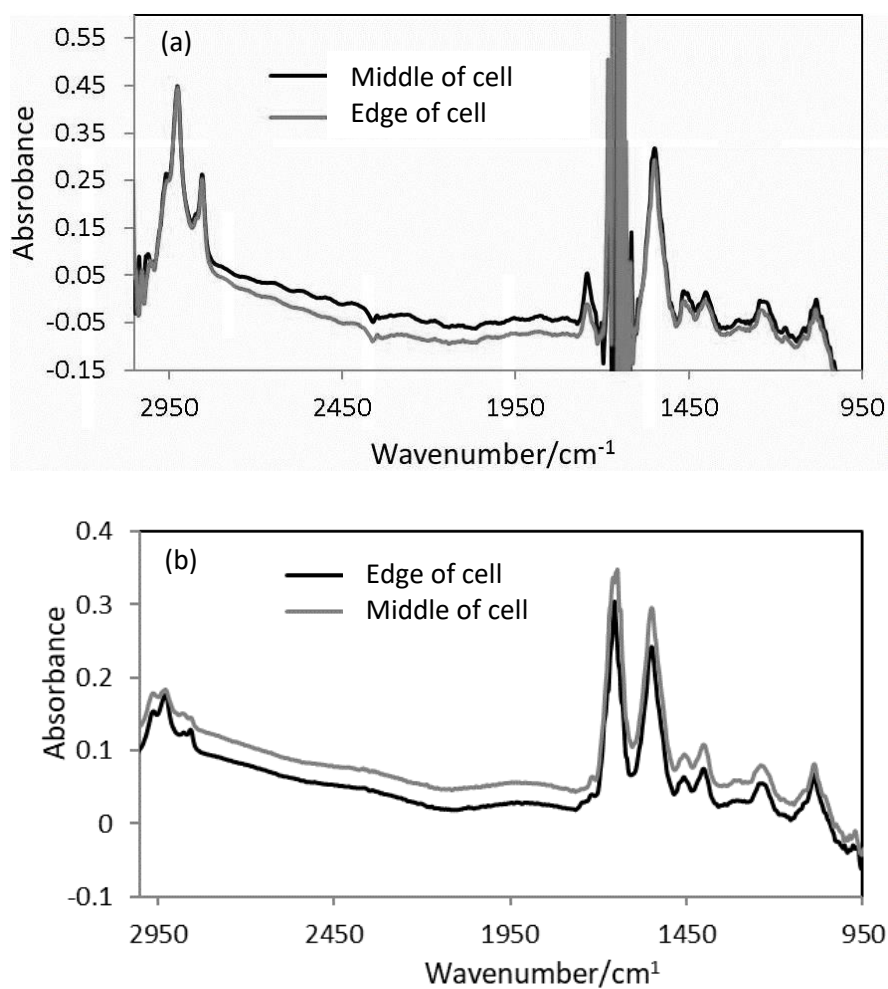 0.55
(a)
Middle of cell
0.45
Edge of cell
0.35
Absrobance
0.25
0.15
0.05
-0.05
-0.15
2950 2450 1950 1450 950
Wavenumber/cm-1
0.4
(b)
Edge of cell
0.3
Middle of cell
Absorbance
0.2
0.1
0
-0.1
2950 2450 1950 1450 950
Wavenumber/cm1